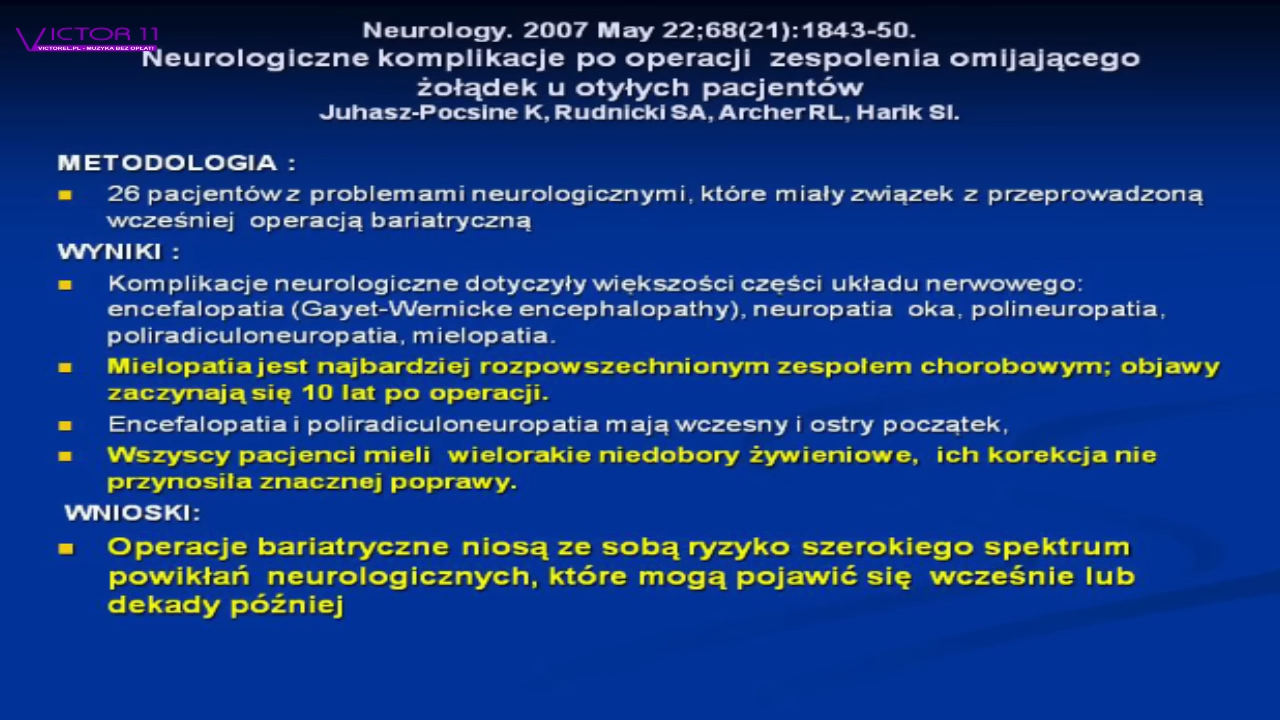 VICTOR 11
VICTOREL.PL - MUZYKA BEZ OPŁAT!
Neurology. 2007 May 22;68(21):1843-50.
Neurologiczne komplikacje po operacji zespolenia omijającego
żołądek u otyłych pacjentów
Juhasz-Pocsine K, Rudnicki SA, Archer RL, Harik SI.
METODOLOGIA :
26 pacjentów z problemami neurologicznymi, które miały związek z przeprowadzoną
wcześniej operacją bariatryczną
WYNIKI :
Komplikacje neurologiczne dotyczyły większości części układu nerwowego:
encefalopatia (Gayet-Wernicke encephalopathy), neuropatia oka, polineuropatia,
poliradiculoneuropatia, mielopatia.
Mielopatia jest najbardziej rozpowszechnionym zespołem chorobowym; objawy
zaczynają się 10 lat po operacji.
Encefalopatia i poliradiculoneuropatia mają wczesny i ostry początek,
Wszyscy pacjenci mieli wielorakie niedobory żywieniowe, ich korekcja nie
przynosiła znacznej poprawy.
WNIOSKI:
Operacje bariatryczne niosą ze sobą ryzyko szerokiego spektrum
powikłań neurologicznych, które mogą pojawić się wcześnie lub
dekady później